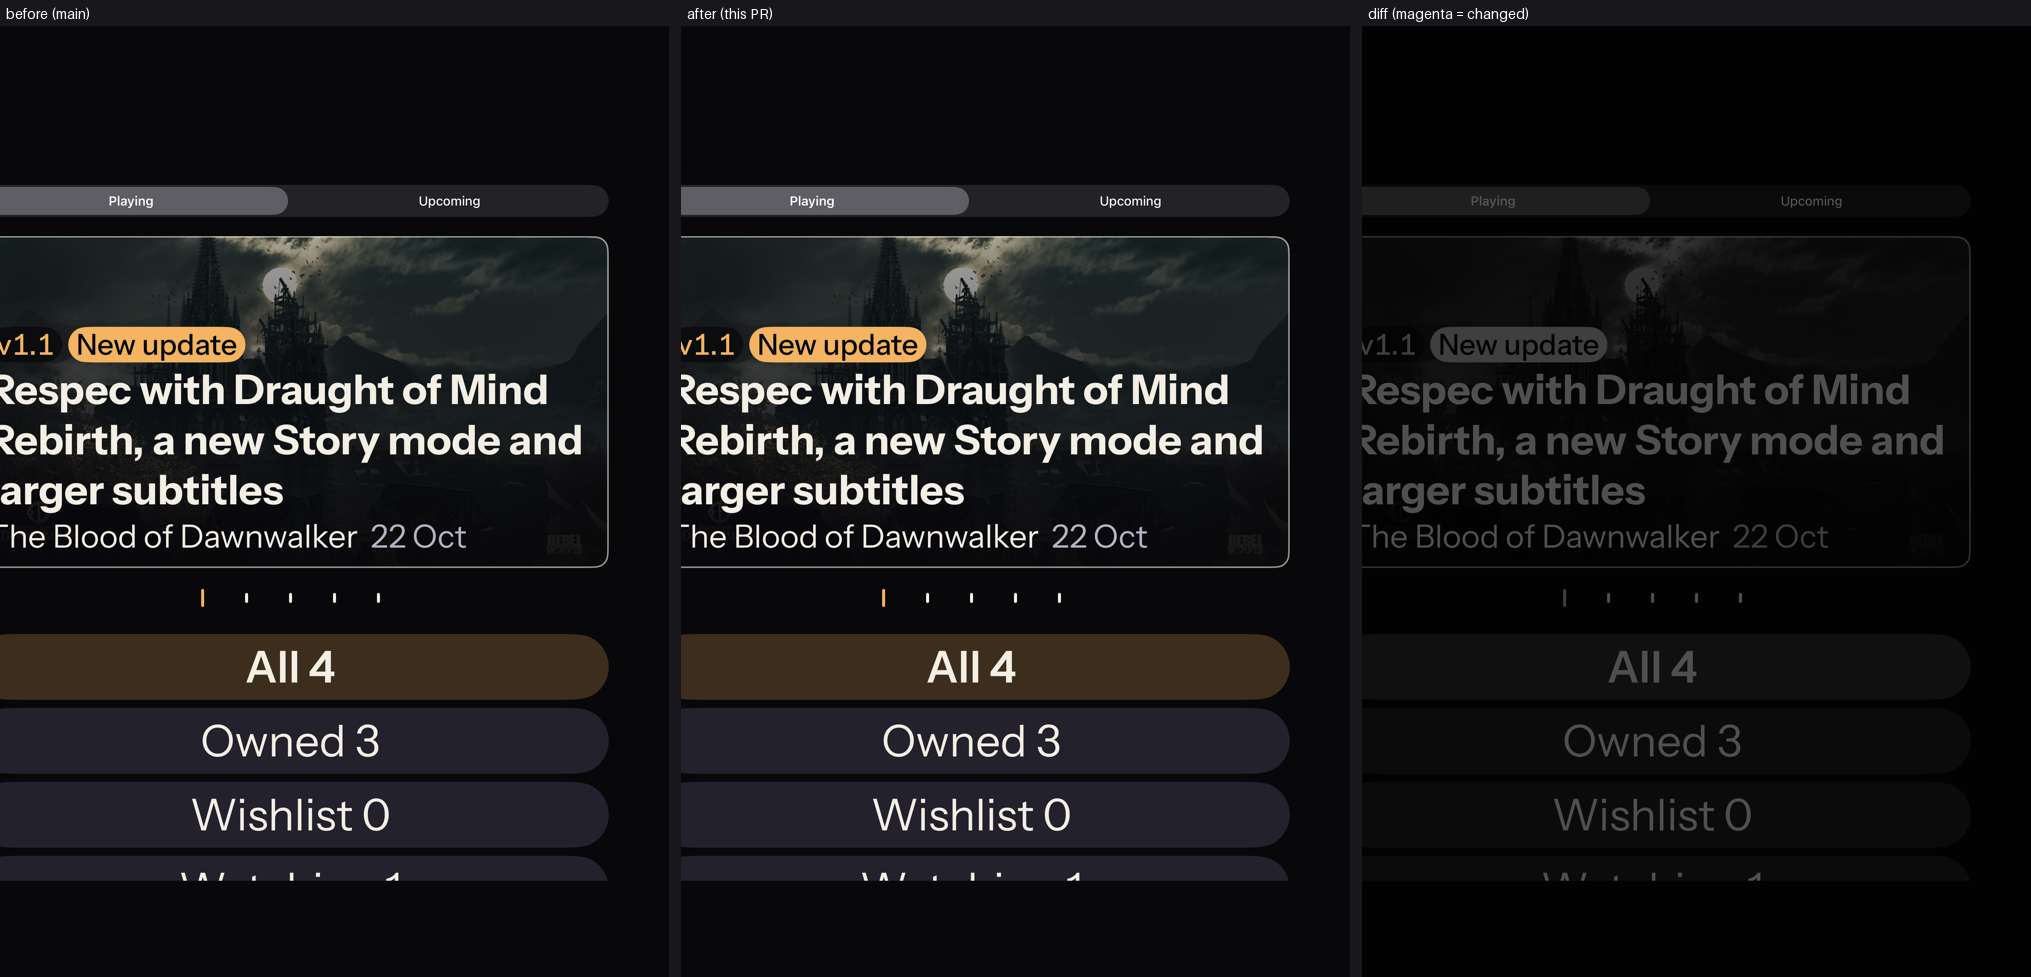 before (main)
Playing Upcoming
v1.1 New update
Respec with Draught of Mind
Rebirth, a new Story mode and
arger subtitles
The Blood of Dawnwalker 22 Oct
All 4
Owned 3
Wishlist 0
after (this PR)
Playing Upcoming
v1.1 New update
Respec with Draught of Mind
Rebirth, a new Story mode and
arger subtitles
The Blood of Dawnwalker 22 Oct
All 4
Owned 3
Wishlist 0
diff (magenta = changed)
Playing Upcoming
v1.1 New update
Respec with Draught of Mind
Rebirth, a new Story mode and
arger subtitles
The Blood of Dawnwalker 22 Oct
All 4
Owned 3
Wishlist 0